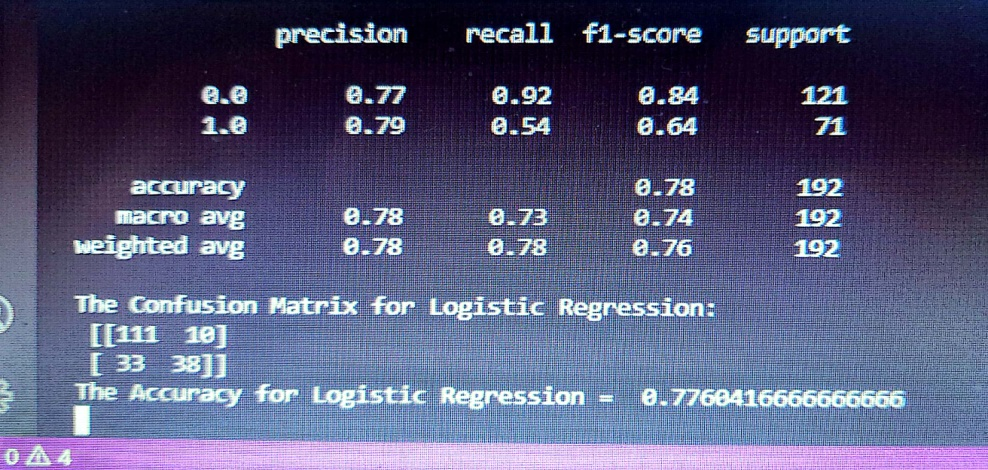 precision recall f1-score support
0.0 0.77 0.92 0.84 121
1.0 0.79 0.54 0.64 71
accuracy 0.78 192
macro avg 0.78 0.73 0.74 192
weighted avg 0.78 0.78 0.76 192
The Confusion Matrix for Logistic Regression:
[[111 10]
[ 33 38]]
The Accuracy for Logistic Regression = 0.7760416666666666
0 4